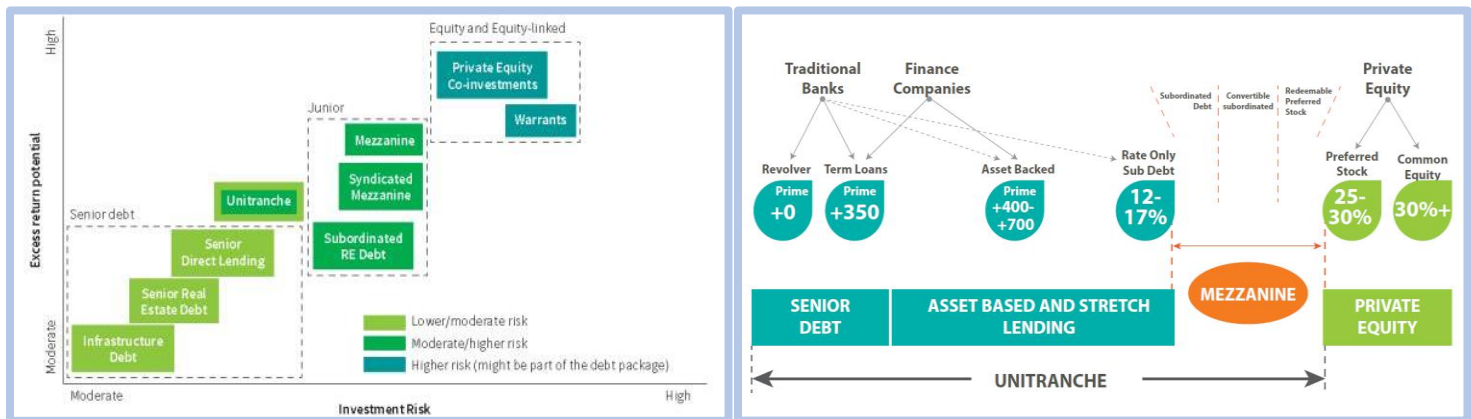 Equity and Equity-linked
High
Private Equity
Co-investments
Warrants
Junior
Mezzanine
Syndicated
Mezzanine
Subordinated
RE Debt
Unitranche
Senior debt
Senior
Direct Lending
Senior Real
Estate Debt
Infrastructure
Debt
Excess return potential
Moderate
Lower/moderate risk
Moderate/higher risk
Higher risk (might be part of the debt package)
Moderate
High
Investment Risk
Traditional
Banks
Finance
Companies
Subordinated
Debt
Convertible
subordinated
Redeemable
Preferred
Stock
Private
Equity
Revolver
Prime
+0
Term Loans
Prime
+350
Asset Backed
Prime
+400-
+700
Rate Only
Sub Debt
12-
17%
Preferred
Stock
25-
30%
Common
Equity
30%+
SENIOR
DEBT
ASSET BASED AND STRETCH
LENDING
MEZZANINE
PRIVATE
EQUITY
UNITRANCHE